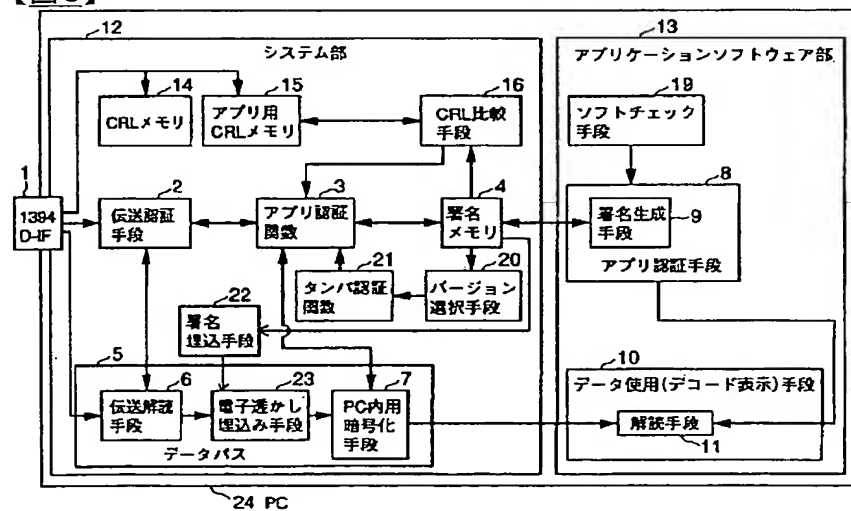 12
13
システム部
アプリケーションソフトウェア部
14
15
16
19
CRLメモリ
アプリ用
CRLメモリ
CRL比較
手段
ソフトチェック
手段
1
2
3
4
8
1394
D-IF
伝送認証
手段
アプリ認証
関数
署名
メモリ
署名生成
手段
9
アプリ認証手段
21
20
22
タンパ認証
関数
バージョン
選択手段
署名
埋込手段
5
6
23
7
10
伝送解読
手段
電子透かし
埋込み手段
PC内用
暗号化
手段
データ使用(デコード表示)手段
解読手段
11
データパス
24 PC